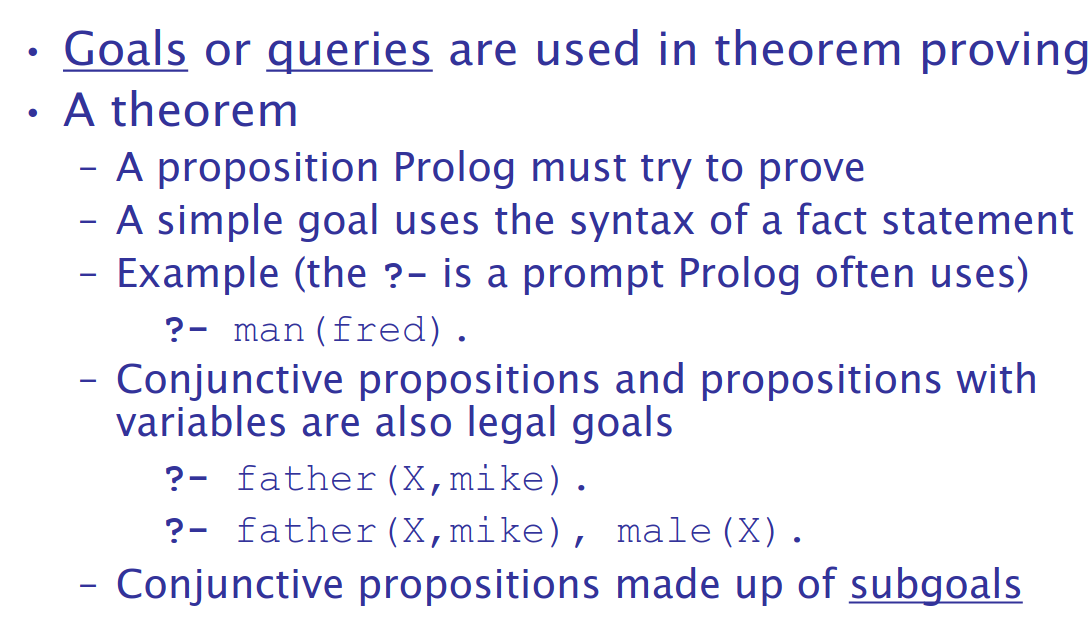 • Goals or queries are used in theorem proving
• A theorem
– A proposition Prolog must try to prove
– A simple goal uses the syntax of a fact statement
– Example (the ?- is a prompt Prolog often uses)
?- man(fred).
– Conjunctive propositions and propositions with
variables are also legal goals
?- father(X,mike).
?- father(X,mike), male(X).
– Conjunctive propositions made up of subgoals